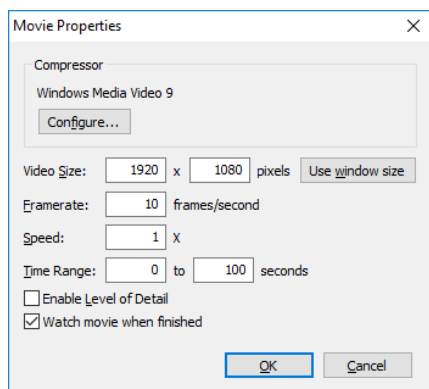 Movie Properties
Compressor
Windows Media Video 9
Configure...
Video Size: 1920 x 1080 pixels Use window size
Framerate: 10 frames/second
Speed: 1 X
Time Range: 0 to 100 seconds
Enable Level of Detail
Watch movie when finished
OK Cancel